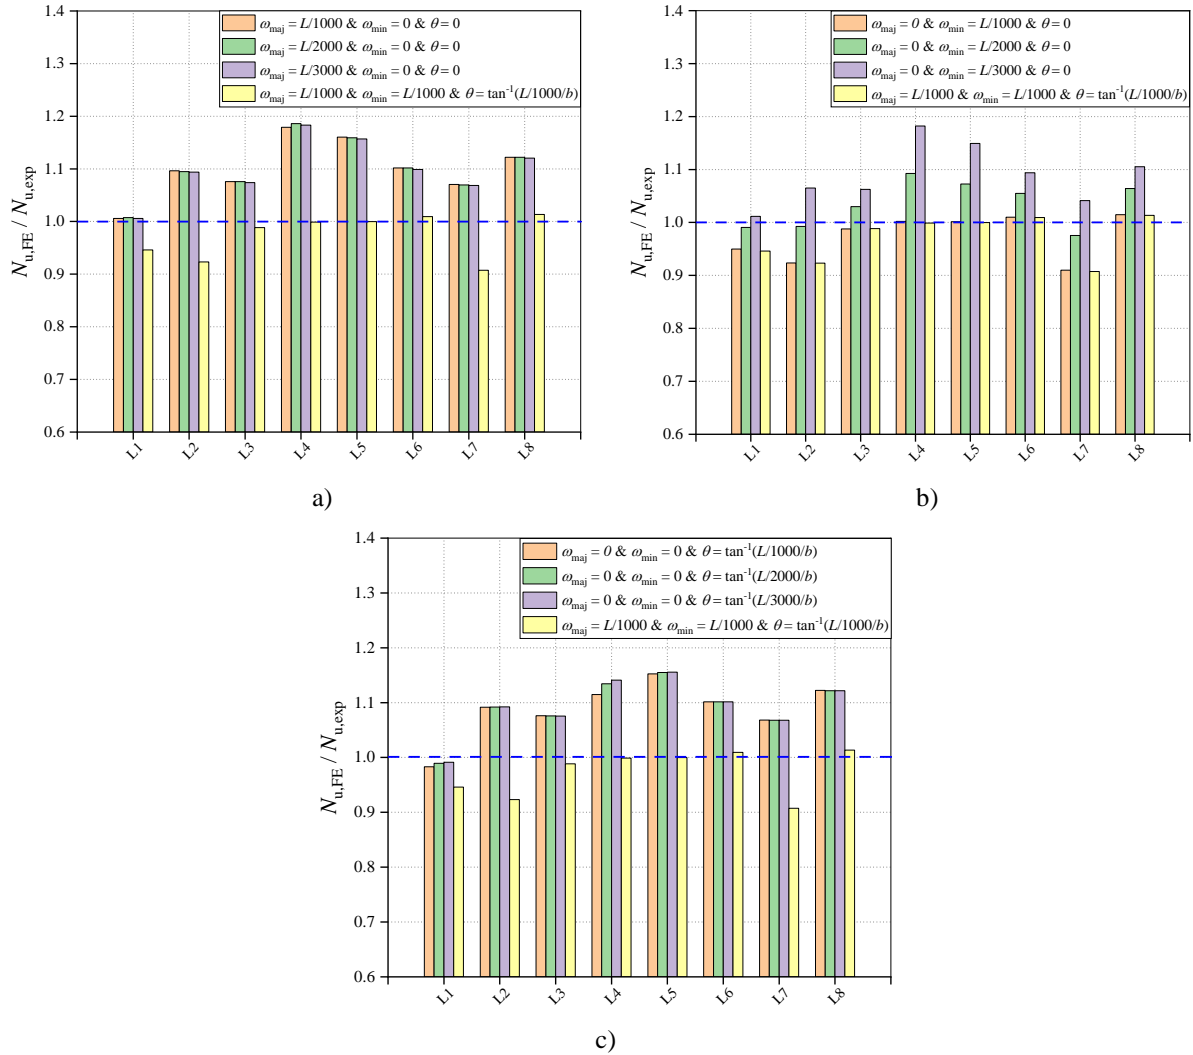 1.4
1.3
1.2
1.1
1.0
0.9
0.8
0.7
0.6
N_u,FE / N_u,exp
ω_maj = L/1000 & ω_min = 0 & θ = 0
ω_maj = L/2000 & ω_min = 0 & θ = 0
ω_maj = L/3000 & ω_min = 0 & θ = 0
ω_maj = L/1000 & ω_min = L/1000 & θ = tan⁻¹(L/1000/b)
L1 L2 L3 L4 L5 L6 L7 L8
a)
1.4
1.3
1.2
1.1
1.0
0.9
0.8
0.7
0.6
N_u,FE / N_u,exp
ω_maj = 0 & ω_min = L/1000 & θ = 0
ω_maj = 0 & ω_min = L/2000 & θ = 0
ω_maj = 0 & ω_min = L/3000 & θ = 0
ω_maj = L/1000 & ω_min = L/1000 & θ = tan⁻¹(L/1000/b)
L1 L2 L3 L4 L5 L6 L7 L8
b)
1.4
1.3
1.2
1.1
1.0
0.9
0.8
0.7
0.6
N_u,FE / N_u,exp
ω_maj = 0 & ω_min = 0 & θ = tan⁻¹(L/1000/b)
ω_maj = 0 & ω_min = 0 & θ = tan⁻¹(L/2000/b)
ω_maj = 0 & ω_min = 0 & θ = tan⁻¹(L/3000/b)
ω_maj = L/1000 & ω_min = L/1000 & θ = tan⁻¹(L/1000/b)
L1 L2 L3 L4 L5 L6 L7 L8
c)